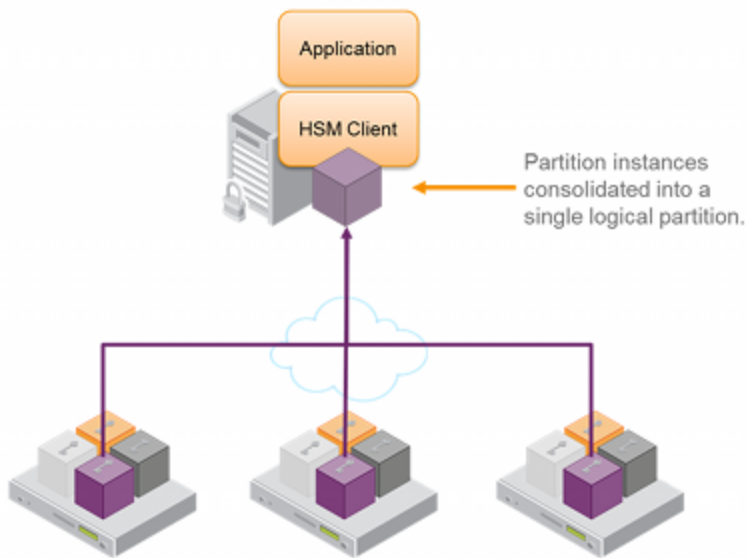 Application
HSM Client
Partition instances
consolidated into a
single logical partition.